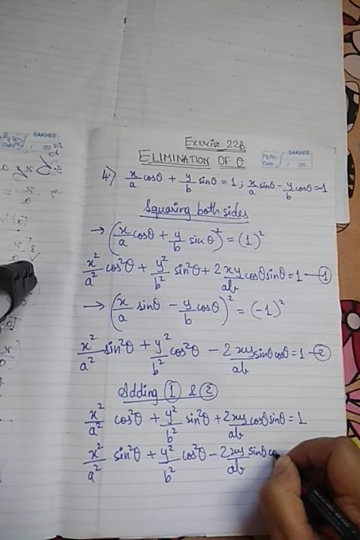 Exercise 22B
ELIMINATION OF θ
4.) x/a cosθ + y/b sinθ = 1 ; x/a sinθ - y/b cosθ = -1
Squaring both sides
→ (x/a cosθ + y/b sinθ)² = (1)²
x²/a² cos²θ + y²/b² sin²θ + 2xy/ab cosθ sinθ = 1 - ①
→ (x/a sinθ - y/b cosθ)² = (-1)²
x²/a² sin²θ + y²/b² cos²θ - 2xy/ab sinθ cosθ = 1 - ②
Adding ① & ②
x²/a² cos²θ + y²/b² sin²θ + 2xy/ab cosθ sinθ = 1
x²/a² sin²θ + y²/b² cos²θ - 2xy/ab sinθ co